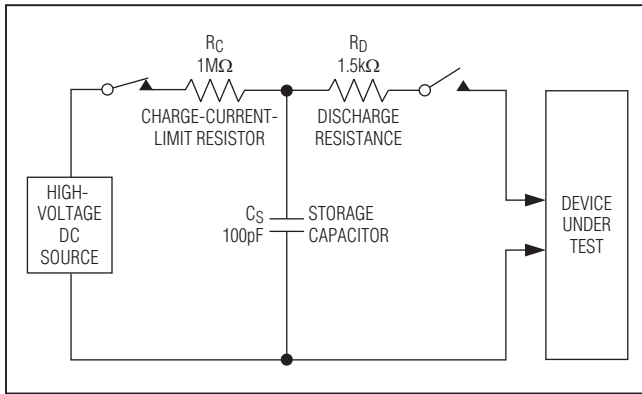 RC
1MΩ
CHARGE-CURRENT-
LIMIT RESISTOR
RD
1.5kΩ
DISCHARGE
RESISTANCE
HIGH-
VOLTAGE
DC
SOURCE
CS
100pF
STORAGE
CAPACITOR
DEVICE
UNDER
TEST